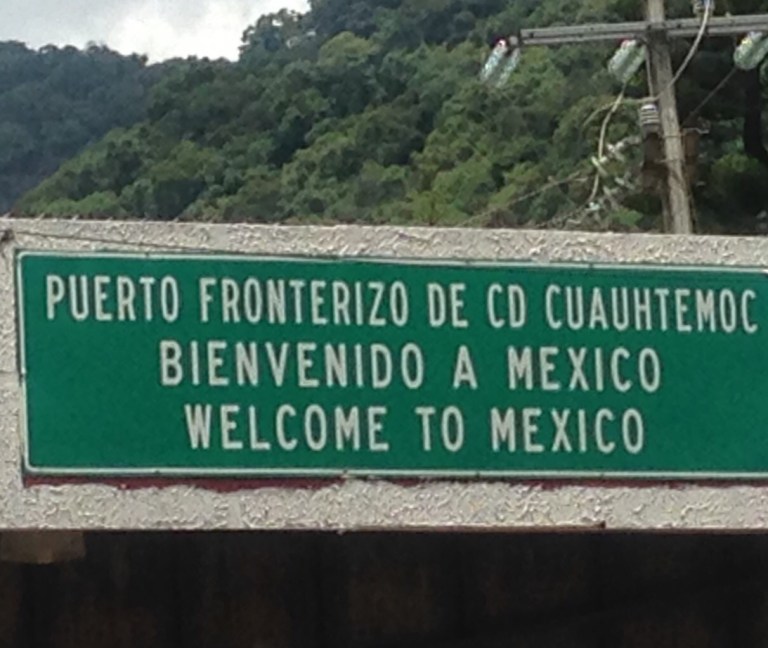 PUERTO FRONTERIZO DE CD CUAUHTEMOC
BIENVENIDO A MEXICO
WELCOME TO MEXICO